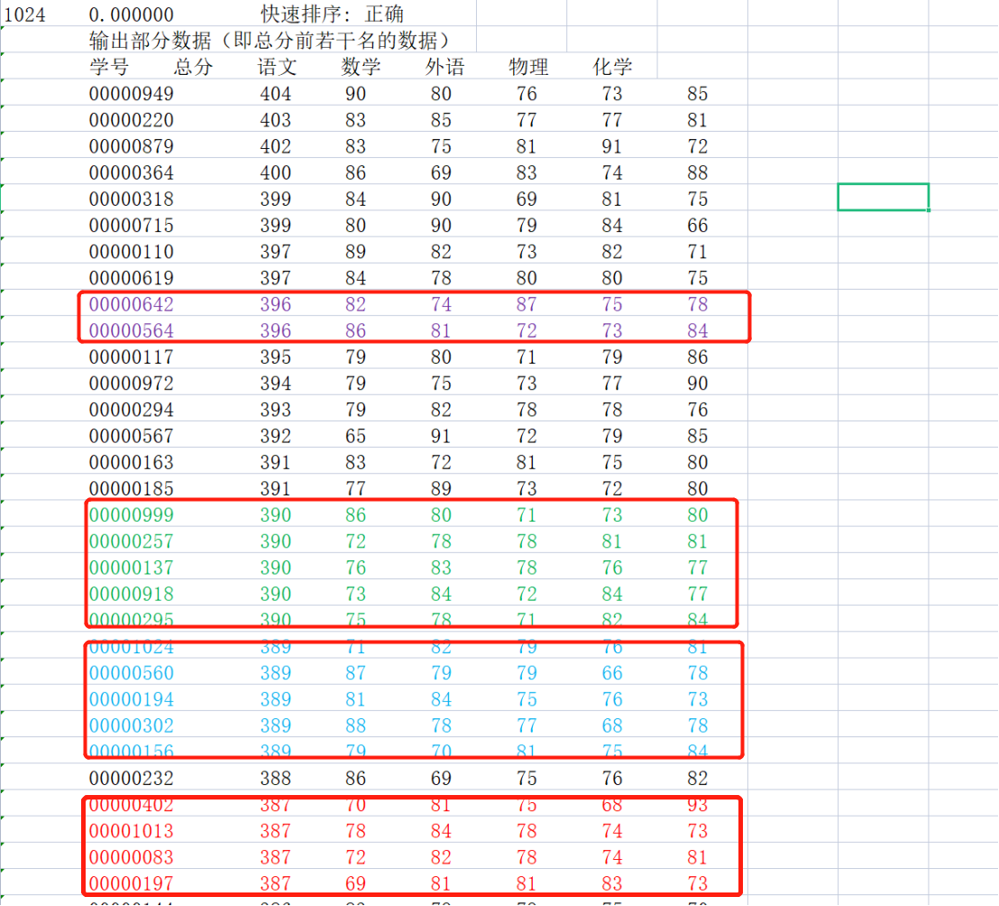 1024 0.000000 快速排序: 正确
输出部分数据（即总分前若干名的数据）
学号 总分 语文 数学 外语 物理 化学
00000949 404 90 80 76 73 85
00000220 403 83 85 77 77 81
00000879 402 83 75 81 91 72
00000364 400 86 69 83 74 88
00000318 399 84 90 69 81 75
00000715 399 80 90 79 84 66
00000110 397 89 82 73 82 71
00000619 397 84 78 80 80 75
00000642 396 82 74 87 75 78
00000564 396 86 81 72 73 84
00000117 395 79 80 71 79 86
00000972 394 79 75 73 77 90
00000294 393 79 82 78 78 76
00000567 392 65 91 72 79 85
00000163 391 83 72 81 75 80
00000185 391 77 89 73 72 80
00000999 390 86 80 71 73 80
00000257 390 72 78 78 81 81
00000137 390 76 83 78 76 77
00000918 390 73 84 72 84 77
00000295 390 75 78 71 82 84
00001024 389 71 82 79 76 81
00000560 389 87 79 79 66 78
00000194 389 81 84 75 76 73
00000302 389 88 78 77 68 78
00000156 389 79 70 81 75 84
00000232 388 86 69 75 76 82
00000402 387 70 81 75 68 93
00001013 387 78 84 78 74 73
00000083 387 72 82 78 74 81
00000197 387 69 81 81 83 73